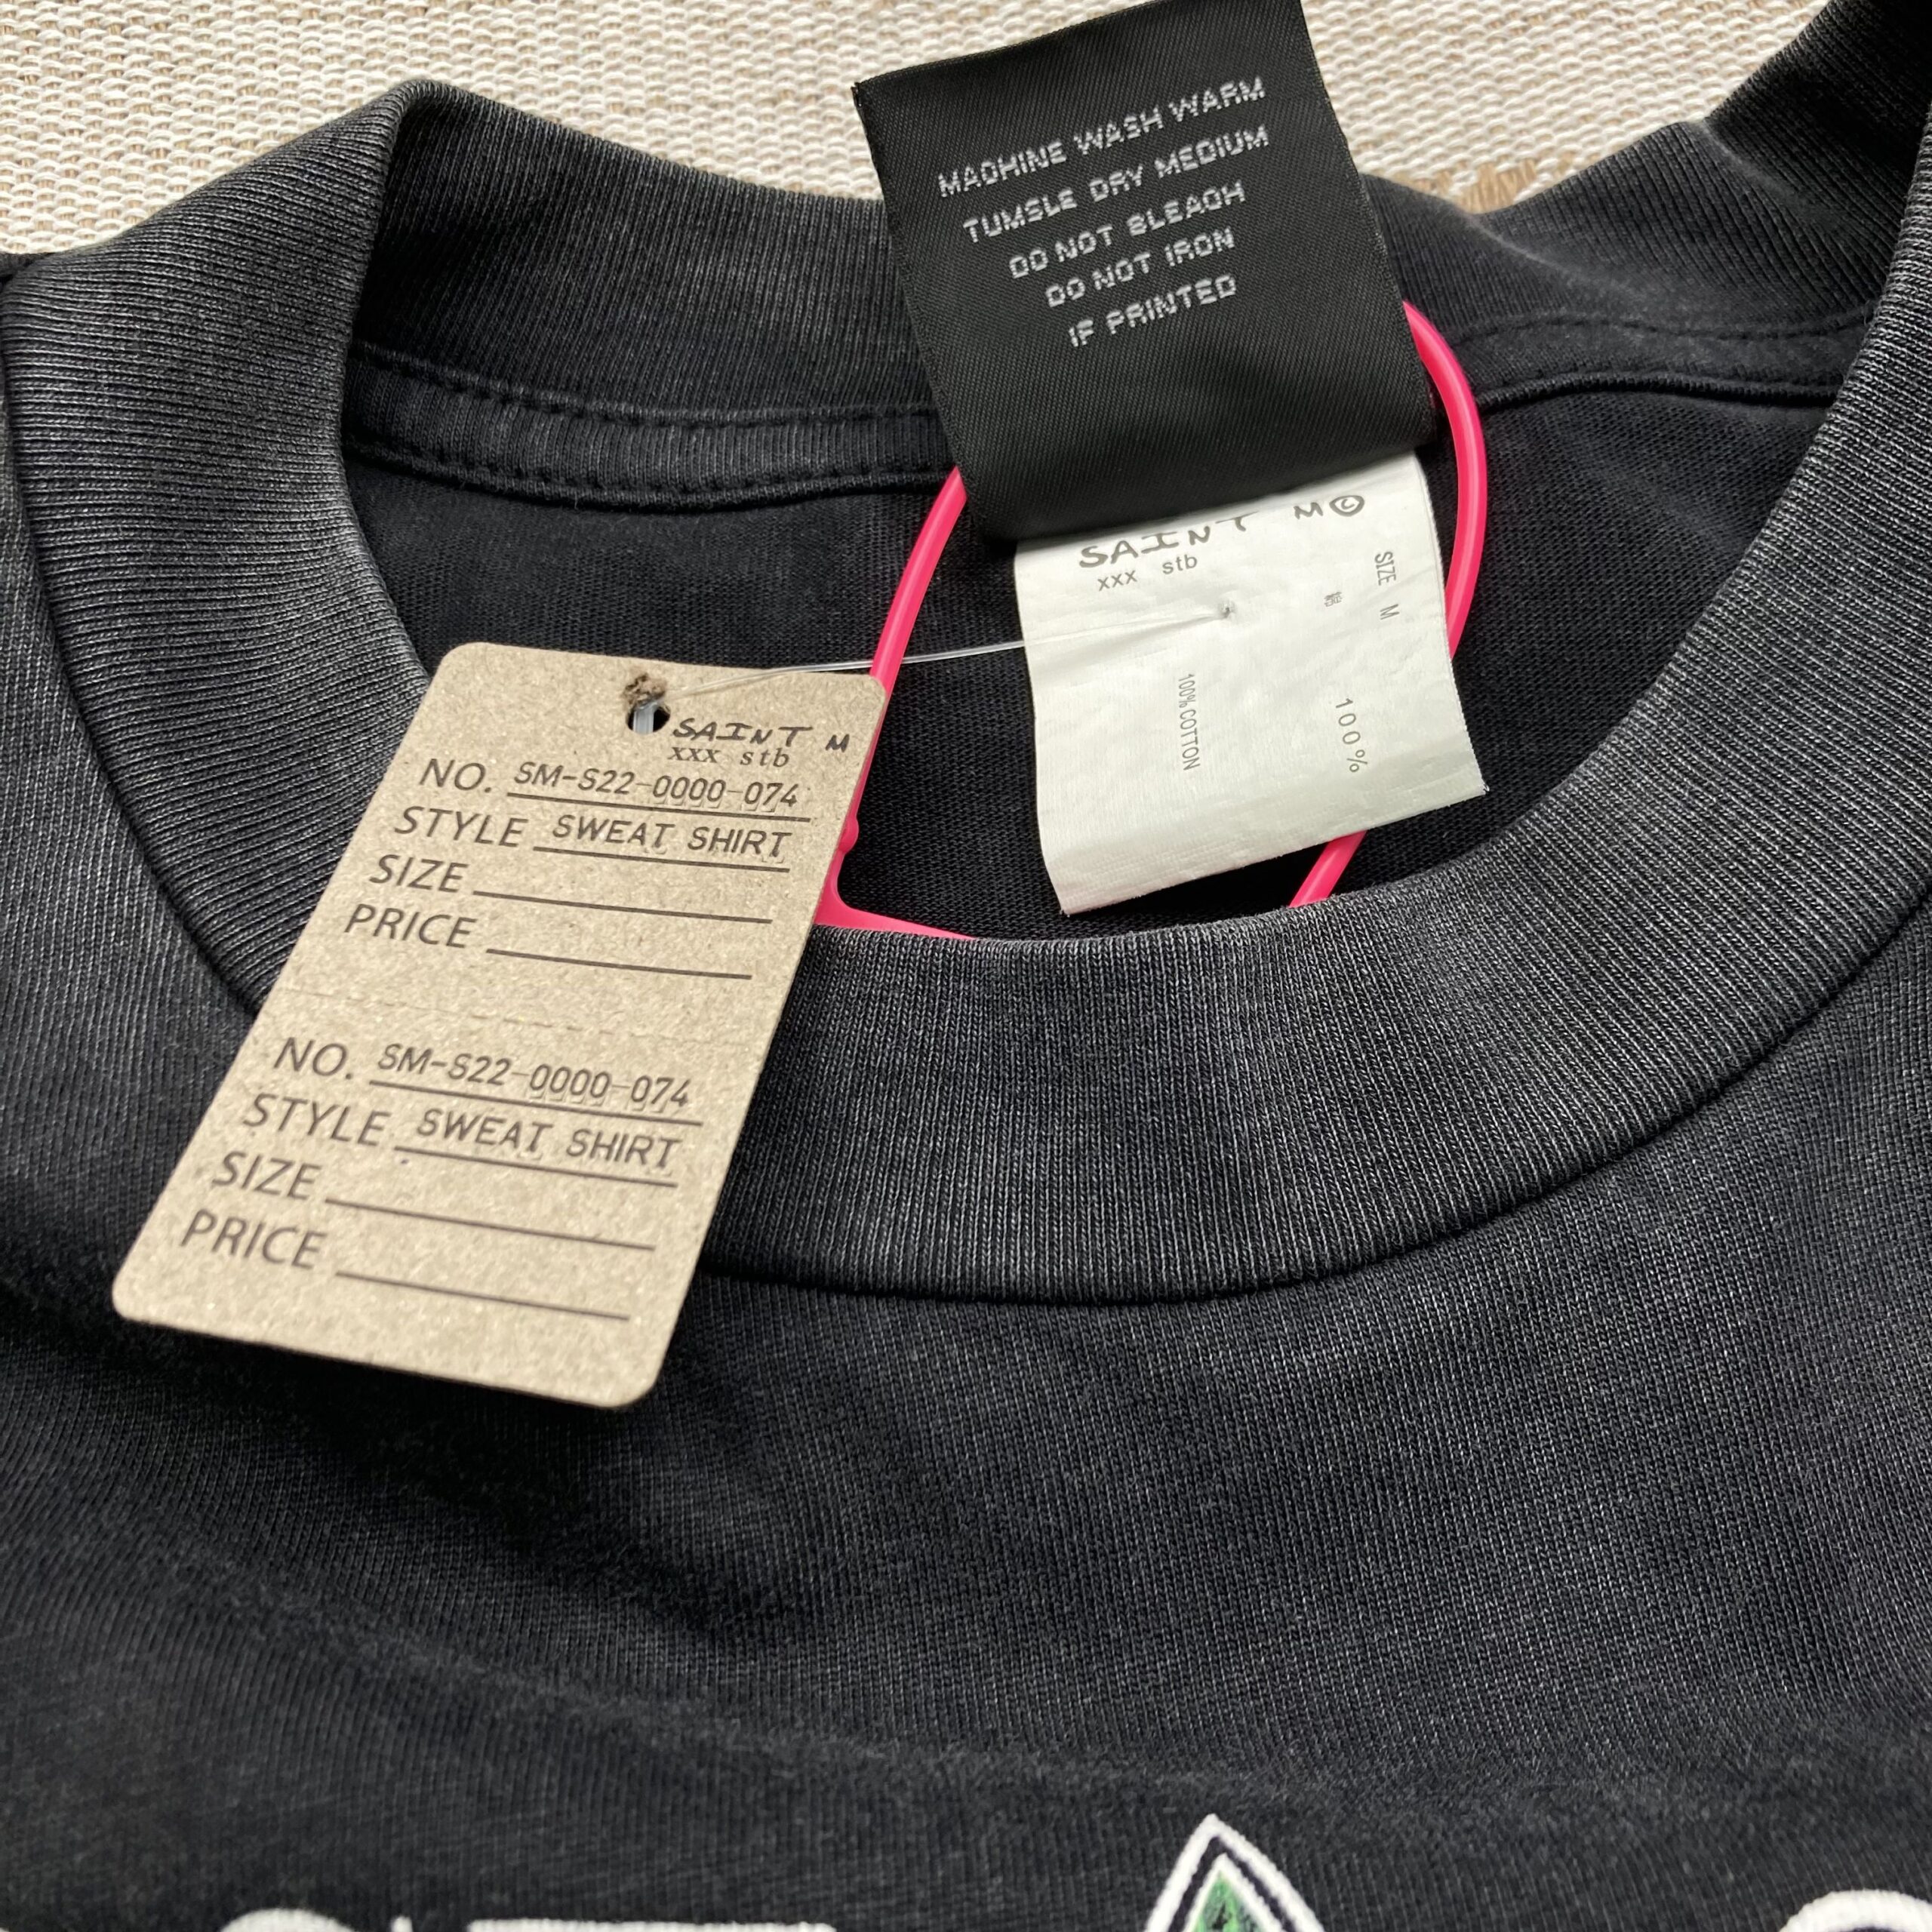 MACHINE WASH WARM
TUMBLE DRY MEDIUM
DO NOT BLEACH
DO NOT IRON
IF PRINTED
SAINT M©
xxx stb
SIZE M
100% COTTON
100%
SAINT M
xxx stb
NO. SM-S22-0000-074
STYLE SWEAT SHIRT
SIZE
PRICE
NO. SM-S22-0000-074
STYLE SWEAT SHIRT
SIZE
PRICE